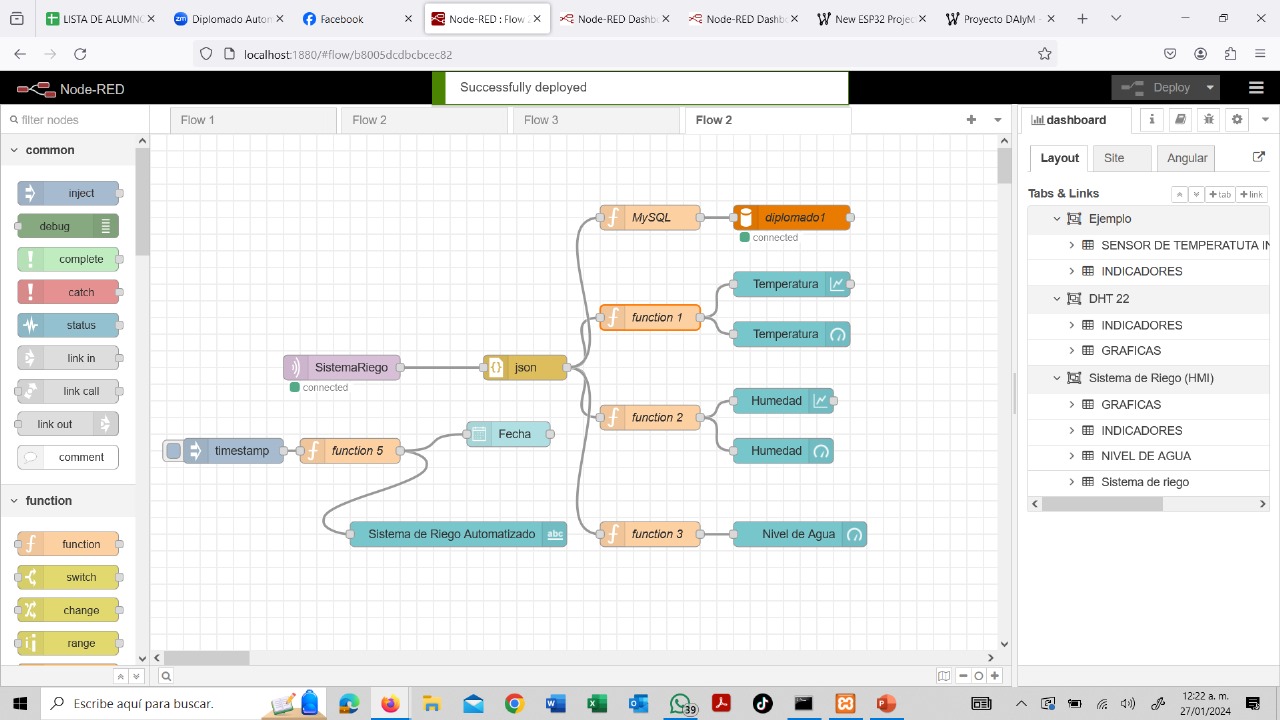 LISTA DE ALUMNO
Diplomado Auton
Facebook
Node-RED : Flow 2
Node-RED Dashb
Node-RED Dashb
New ESP32 Projec
Proyecto DAIyM -
localhost:1880/#flow/b8005dcdbcbcec82
Node-RED
Successfully deployed
Deploy
filter nodes
Flow 1
Flow 2
Flow 3
Flow 2
dashboard
common
inject
debug
complete
catch
status
link in
link call
link out
comment
function
function
switch
change
range
MySQL
diplomado1
connected
Temperatura
function 1
Temperatura
SistemaRiego
connected
json
Humedad
function 2
Fecha
timestamp
function 5
Humedad
Sistema de Riego Automatizado
abc
function 3
Nivel de Agua
Layout
Site
Angular
Tabs & Links
tab
link
Ejemplo
SENSOR DE TEMPERATUTA IN
INDICADORES
DHT 22
INDICADORES
GRAFICAS
Sistema de Riego (HMI)
GRAFICAS
INDICADORES
NIVEL DE AGUA
Sistema de riego
Escribe aquí para buscar.
39
12:22 a. m.
27/01/2024